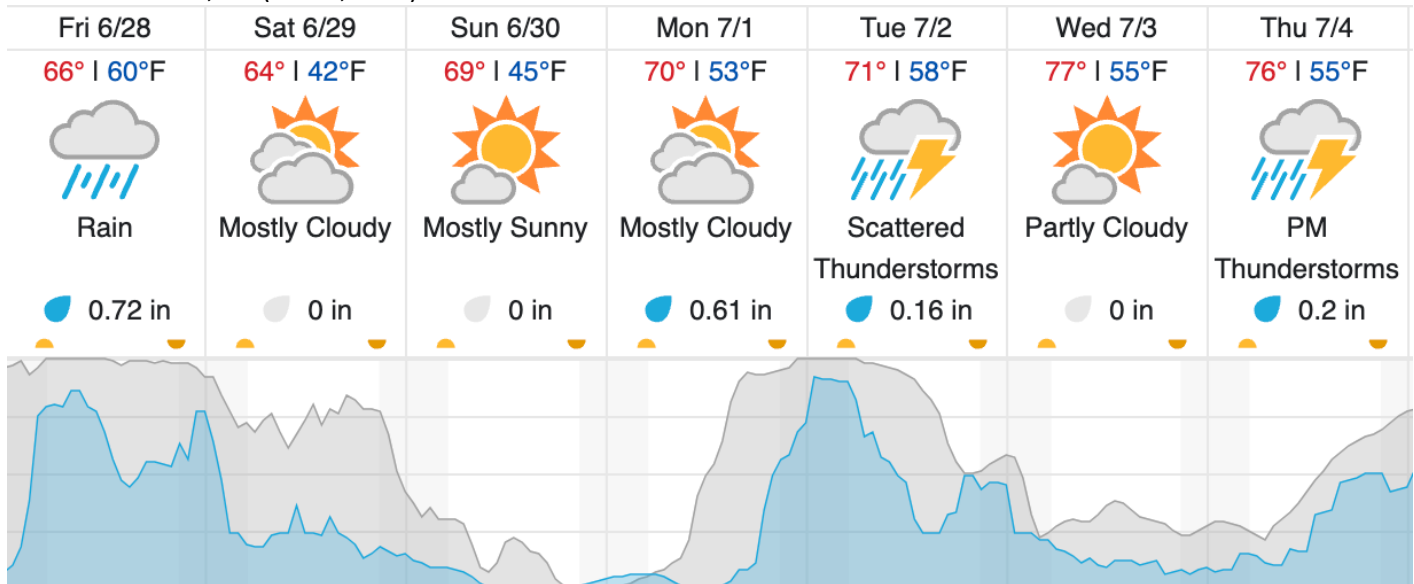 Fri 6/28 Sat 6/29 Sun 6/30 Mon 7/1 Tue 7/2 Wed 7/3 Thu 7/4
66° | 60°F 64° | 42°F 69° | 45°F 70° | 53°F 71° | 58°F 77° | 55°F 76° | 55°F
Rain Mostly Cloudy Mostly Sunny Mostly Cloudy Scattered Partly Cloudy PM
Thunderstorms Thunderstorms
0.72 in 0 in 0 in 0.61 in 0.16 in 0 in 0.2 in